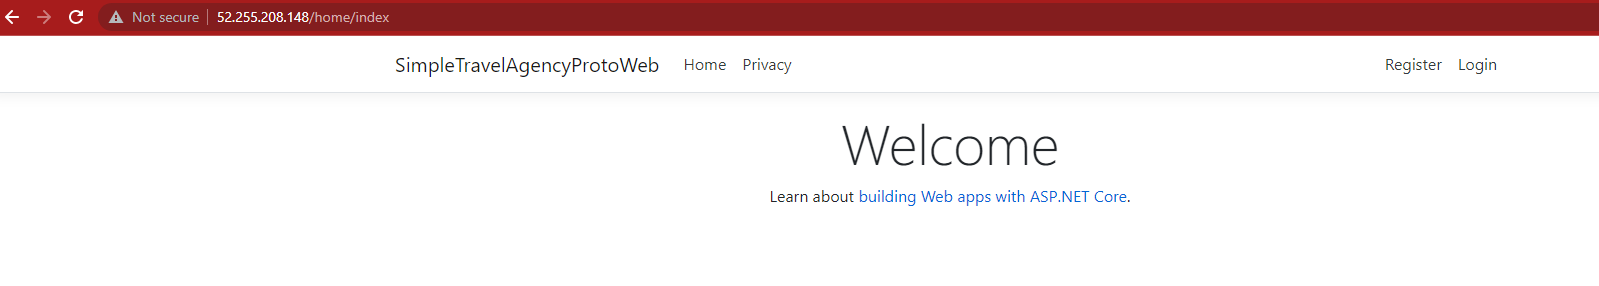 Not secure 52.255.208.148/home/index
SimpleTravelAgencyProtoWeb Home Privacy Register Login
Welcome
Learn about building Web apps with ASP.NET Core.